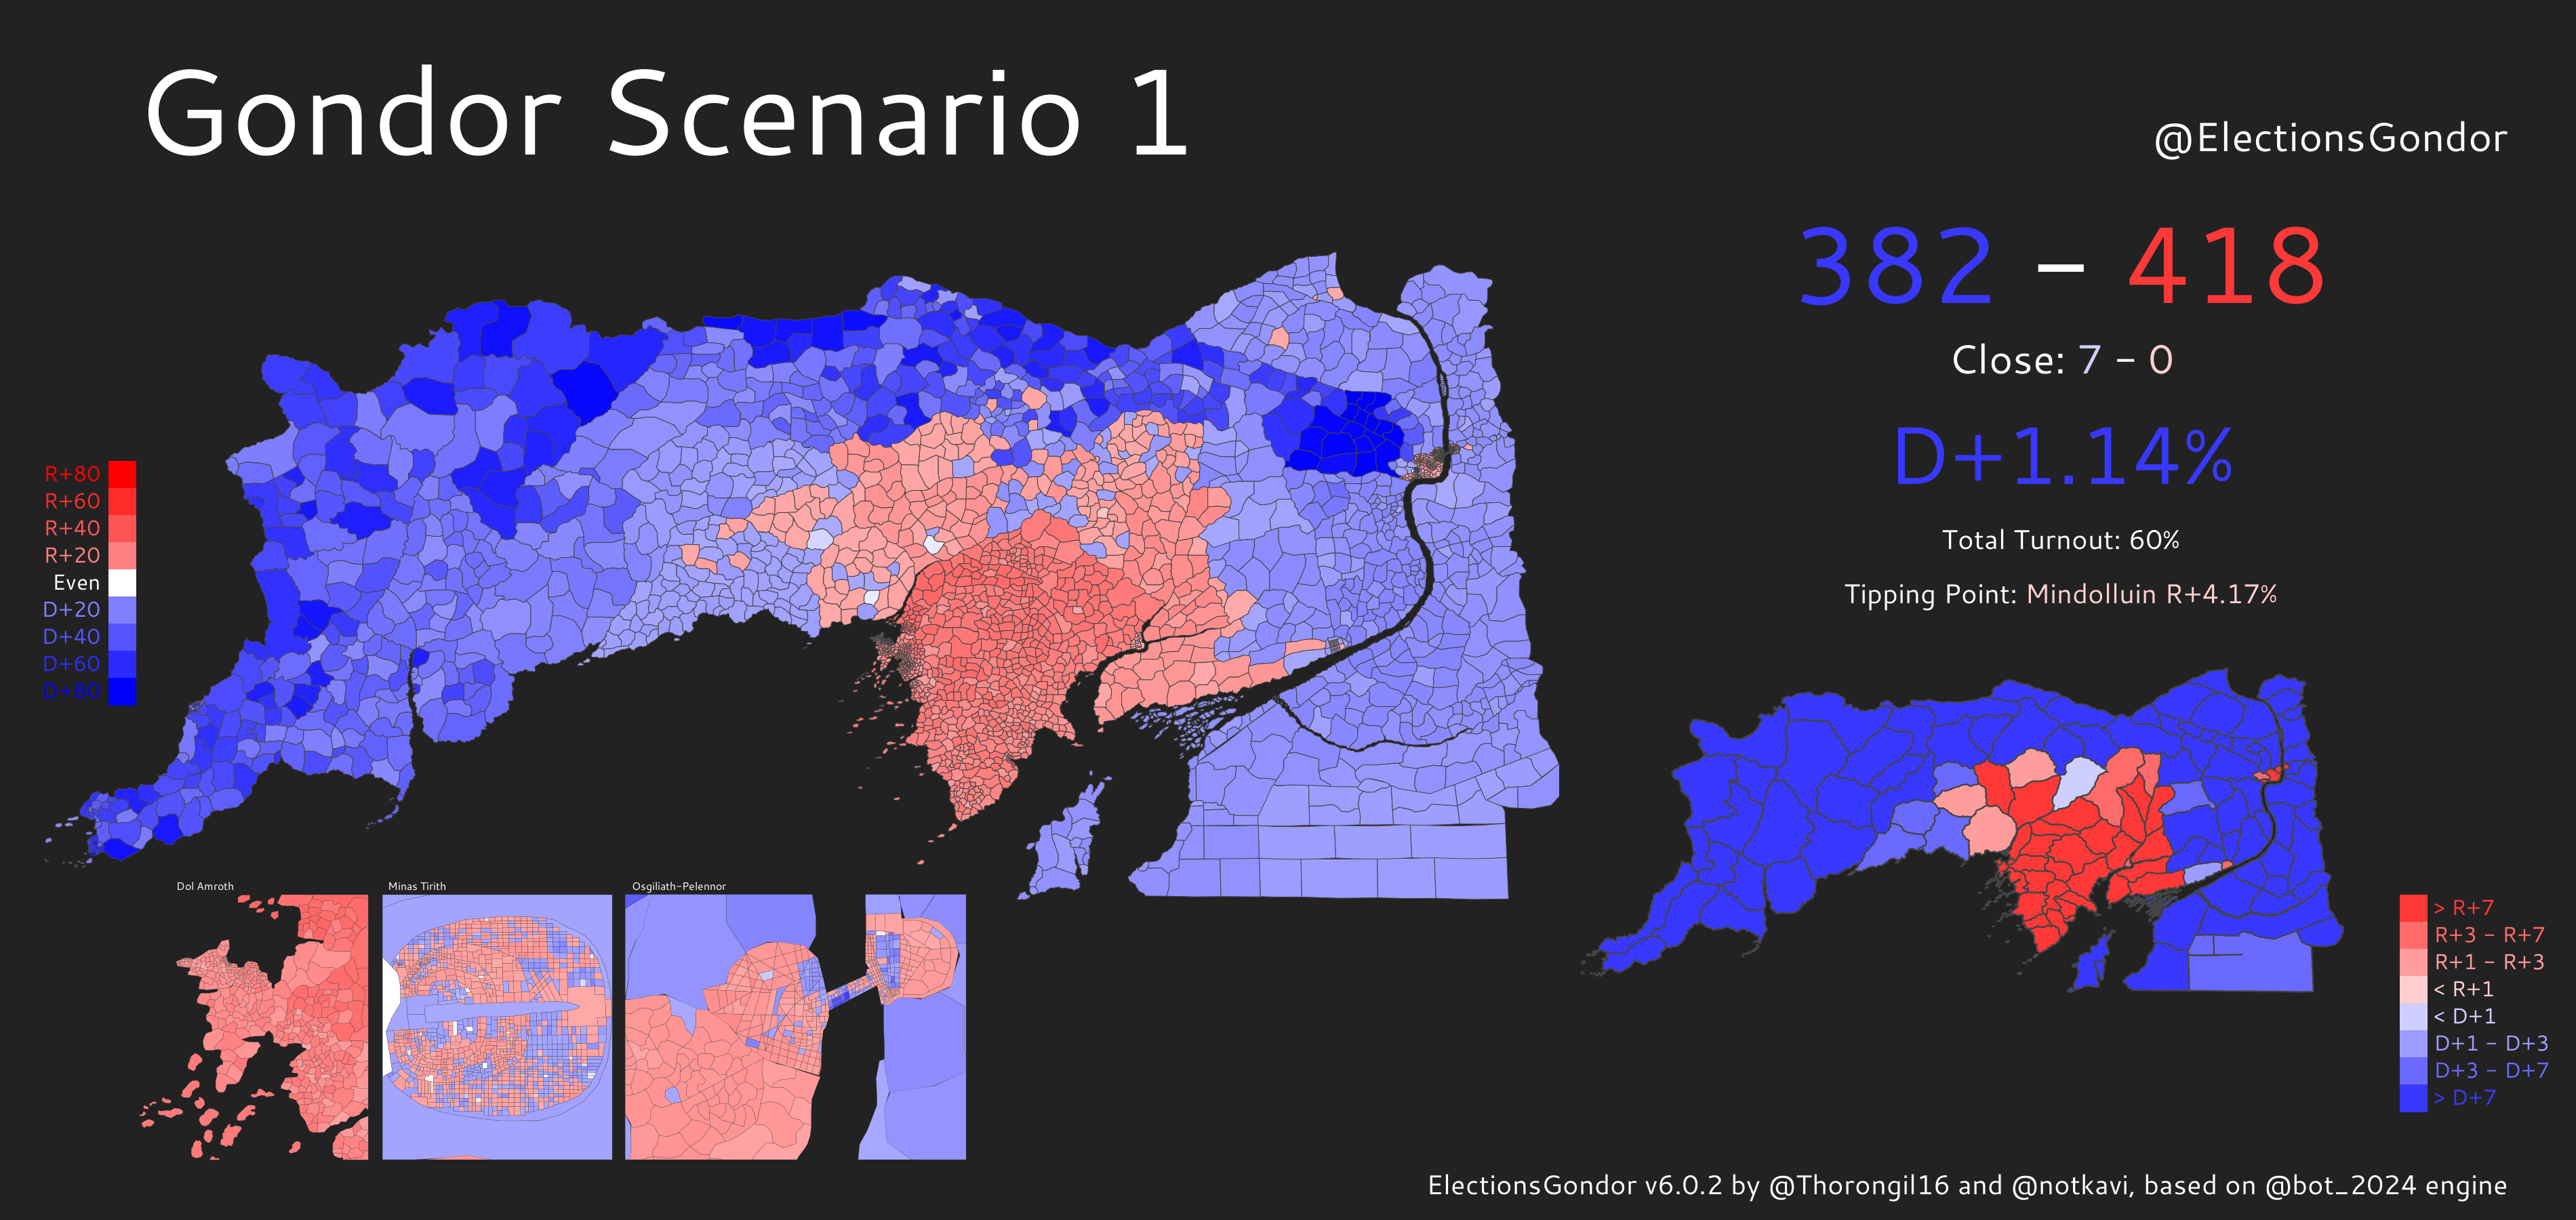 Gondor Scenario 1
@ElectionsGondor
382 – 418
Close: 7 - 0
D+1.14%
Total Turnout: 60%
Tipping Point: Mindolluin R+4.17%
R+80
R+60
R+40
R+20
Even
D+20
D+40
D+60
D+80
Dol Amroth
Minas Tirith
Osgiliath-Pelennor
> R+7
R+3 - R+7
R+1 - R+3
< R+1
< D+1
D+1 - D+3
D+3 - D+7
> D+7
ElectionsGondor v6.0.2 by @Thorongil16 and @notkavi, based on @bot_2024 engine